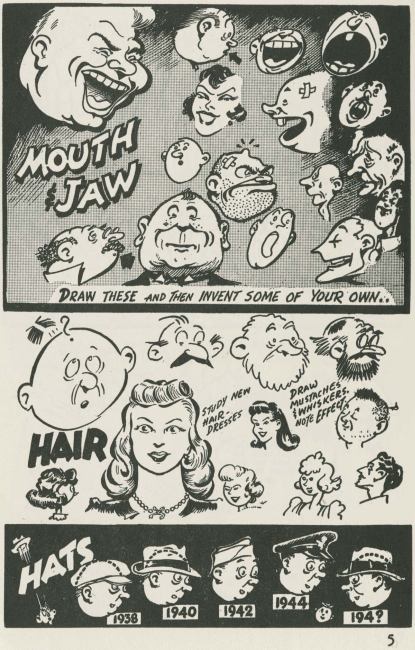 MOUTH
& JAW
DRAW THESE AND THEN INVENT SOME OF YOUR OWN..
HAIR
STUDY NEW
HAIR-
DRESSES
DRAW
MUSTACHES
& WHISKERS.
NOTE EFFECT
HATS
1938
1940
1942
1944
194?
5